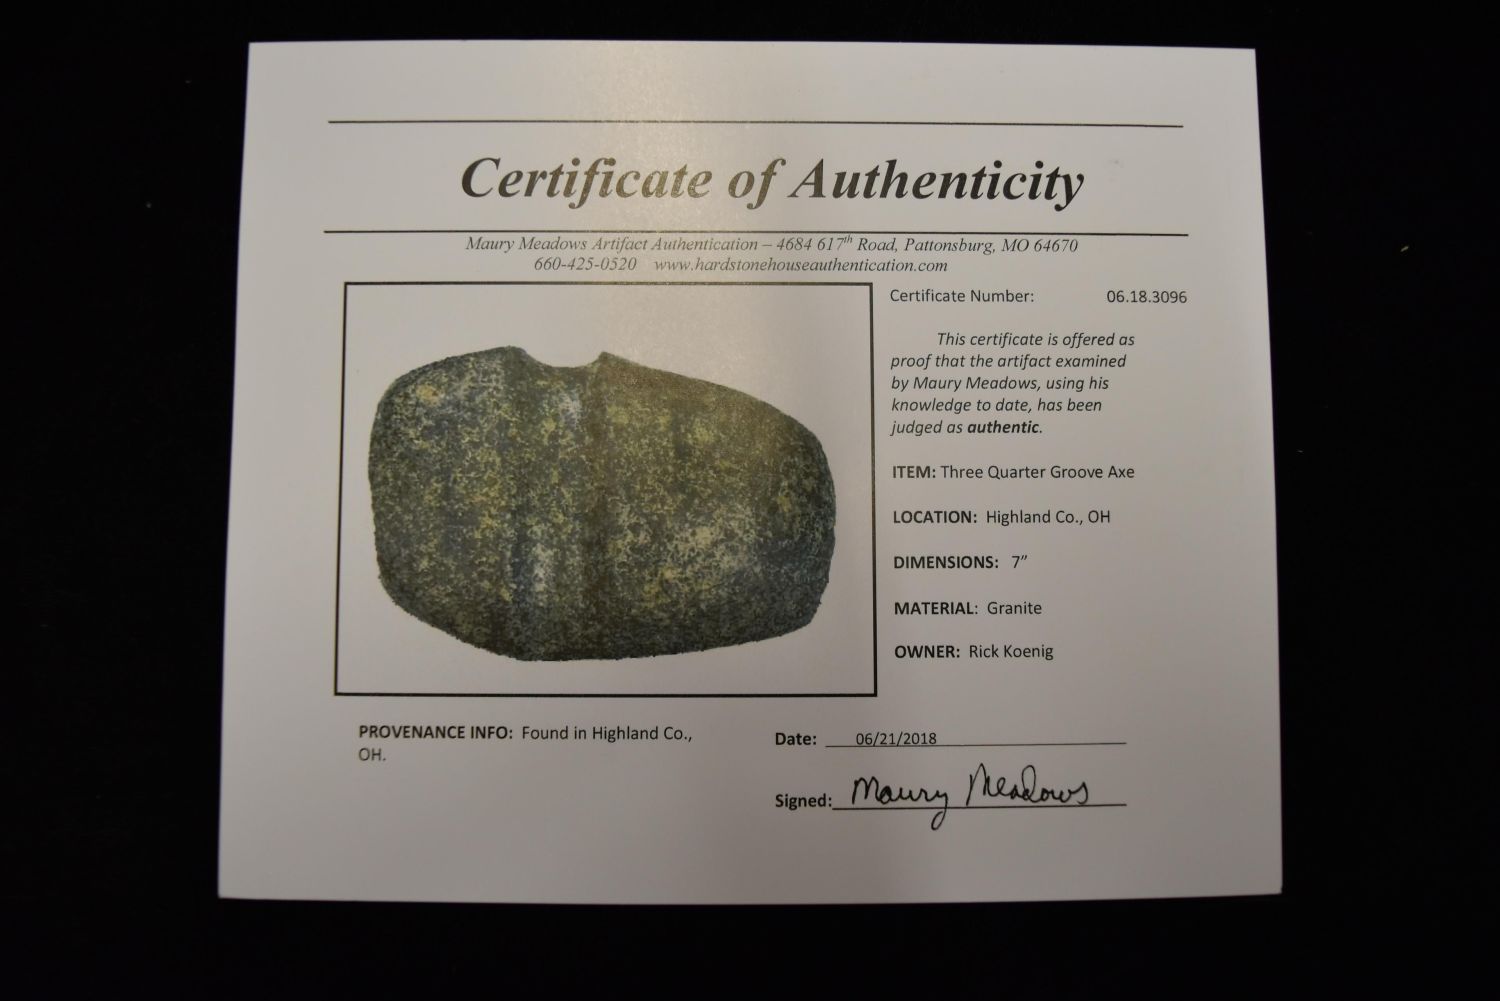 Certificate of Authenticity
Maury Meadows Artifact Authentication – 4684 617th Road, Pattonsburg, MO 64670
660-425-0520 www.hardstonehouseauthentication.com
Certificate Number: 06.18.3096
This certificate is offered as
proof that the artifact examined
by Maury Meadows, using his
knowledge to date, has been
judged as authentic.
ITEM: Three Quarter Groove Axe
LOCATION: Highland Co., OH
DIMENSIONS: 7"
MATERIAL: Granite
OWNER: Rick Koenig
PROVENANCE INFO: Found in Highland Co.,
OH.
Date: 06/21/2018
Signed: Maury Meadows